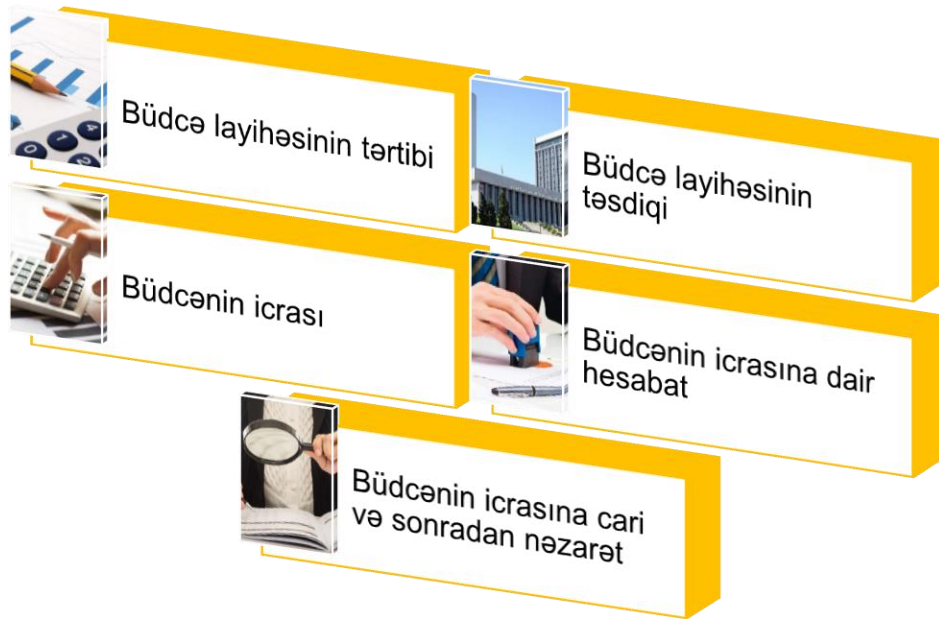 Büdcə layihəsinin tərtibi
Büdcə layihəsinin
təsdiqi
Büdcənin icrası
Büdcənin icrasına dair
hesabat
Büdcənin icrasına cari
və sonradan nəzarət